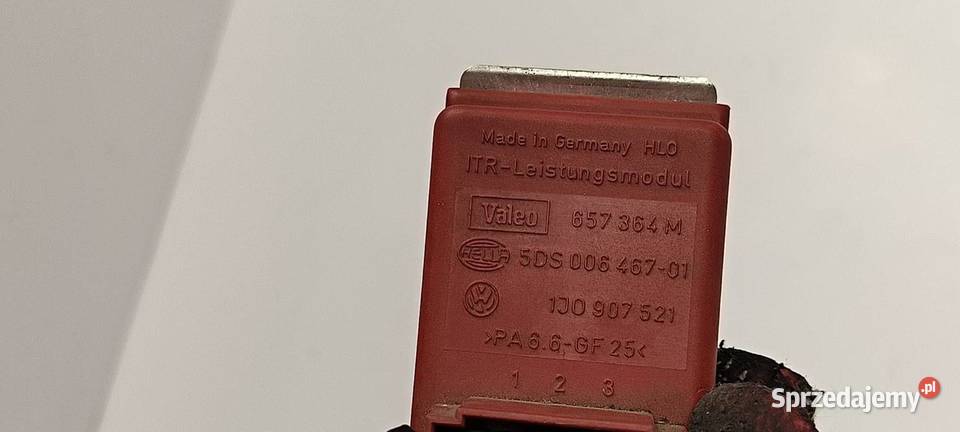 Made in Germany HLO
ITR-Leistungsmodul
Valeo 657 364 M
HELLA 5DS 006 467-01
VW 1J0 907 521
>PA 6.6-GF 25<
1 2 3
Sprzedajemy.pl